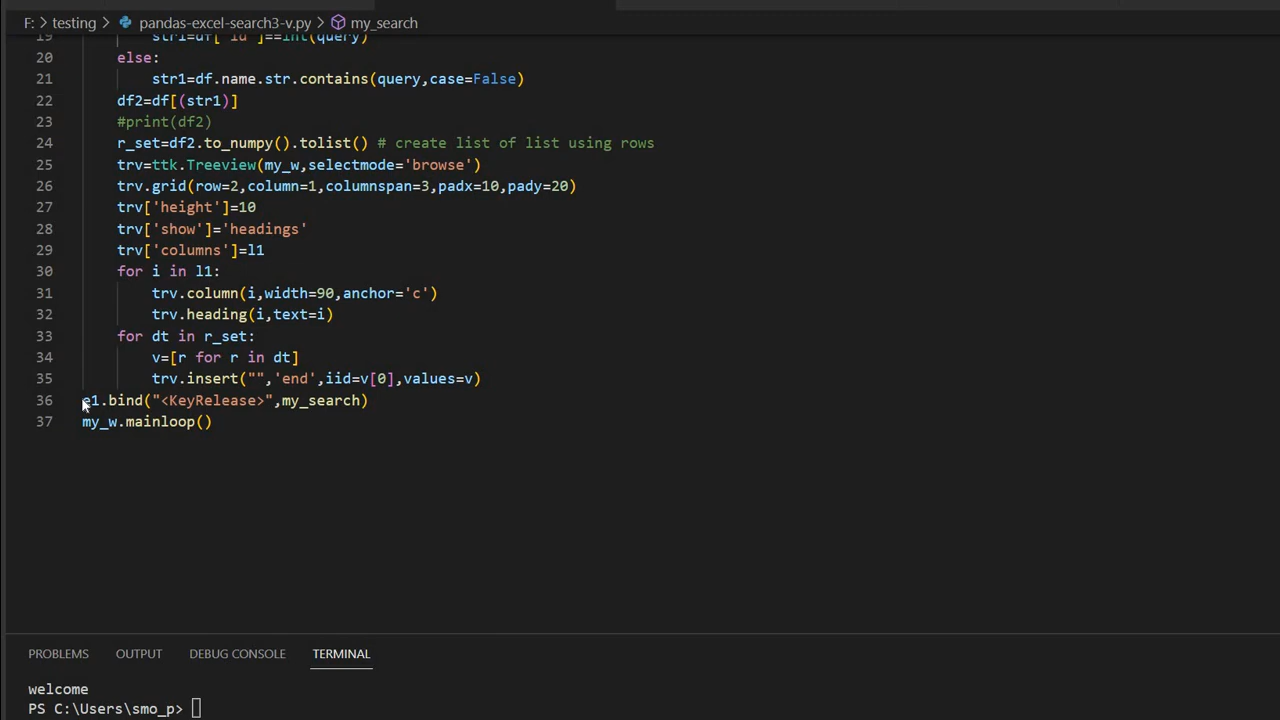 F: > testing > pandas-excel-search3-v.py > my_search
19 str1=df["id"]==int(query)
20 else:
21 str1=df.name.str.contains(query,case=False)
22 df2=df[(str1)]
23 #print(df2)
24 r_set=df2.to_numpy().tolist() # create list of list using rows
25 trv=ttk.Treeview(my_w,selectmode='browse')
26 trv.grid(row=2,column=1,columnspan=3,padx=10,pady=20)
27 trv['height']=10
28 trv['show']='headings'
29 trv['columns']=l1
30 for i in l1:
31 trv.column(i,width=90,anchor='c')
32 trv.heading(i,text=i)
33 for dt in r_set:
34 v=[r for r in dt]
35 trv.insert("",'end',iid=v[0],values=v)
36 e1.bind("<KeyRelease>",my_search)
37 my_w.mainloop()
PROBLEMS OUTPUT DEBUG CONSOLE TERMINAL
welcome
PS C:\Users\smo_p>